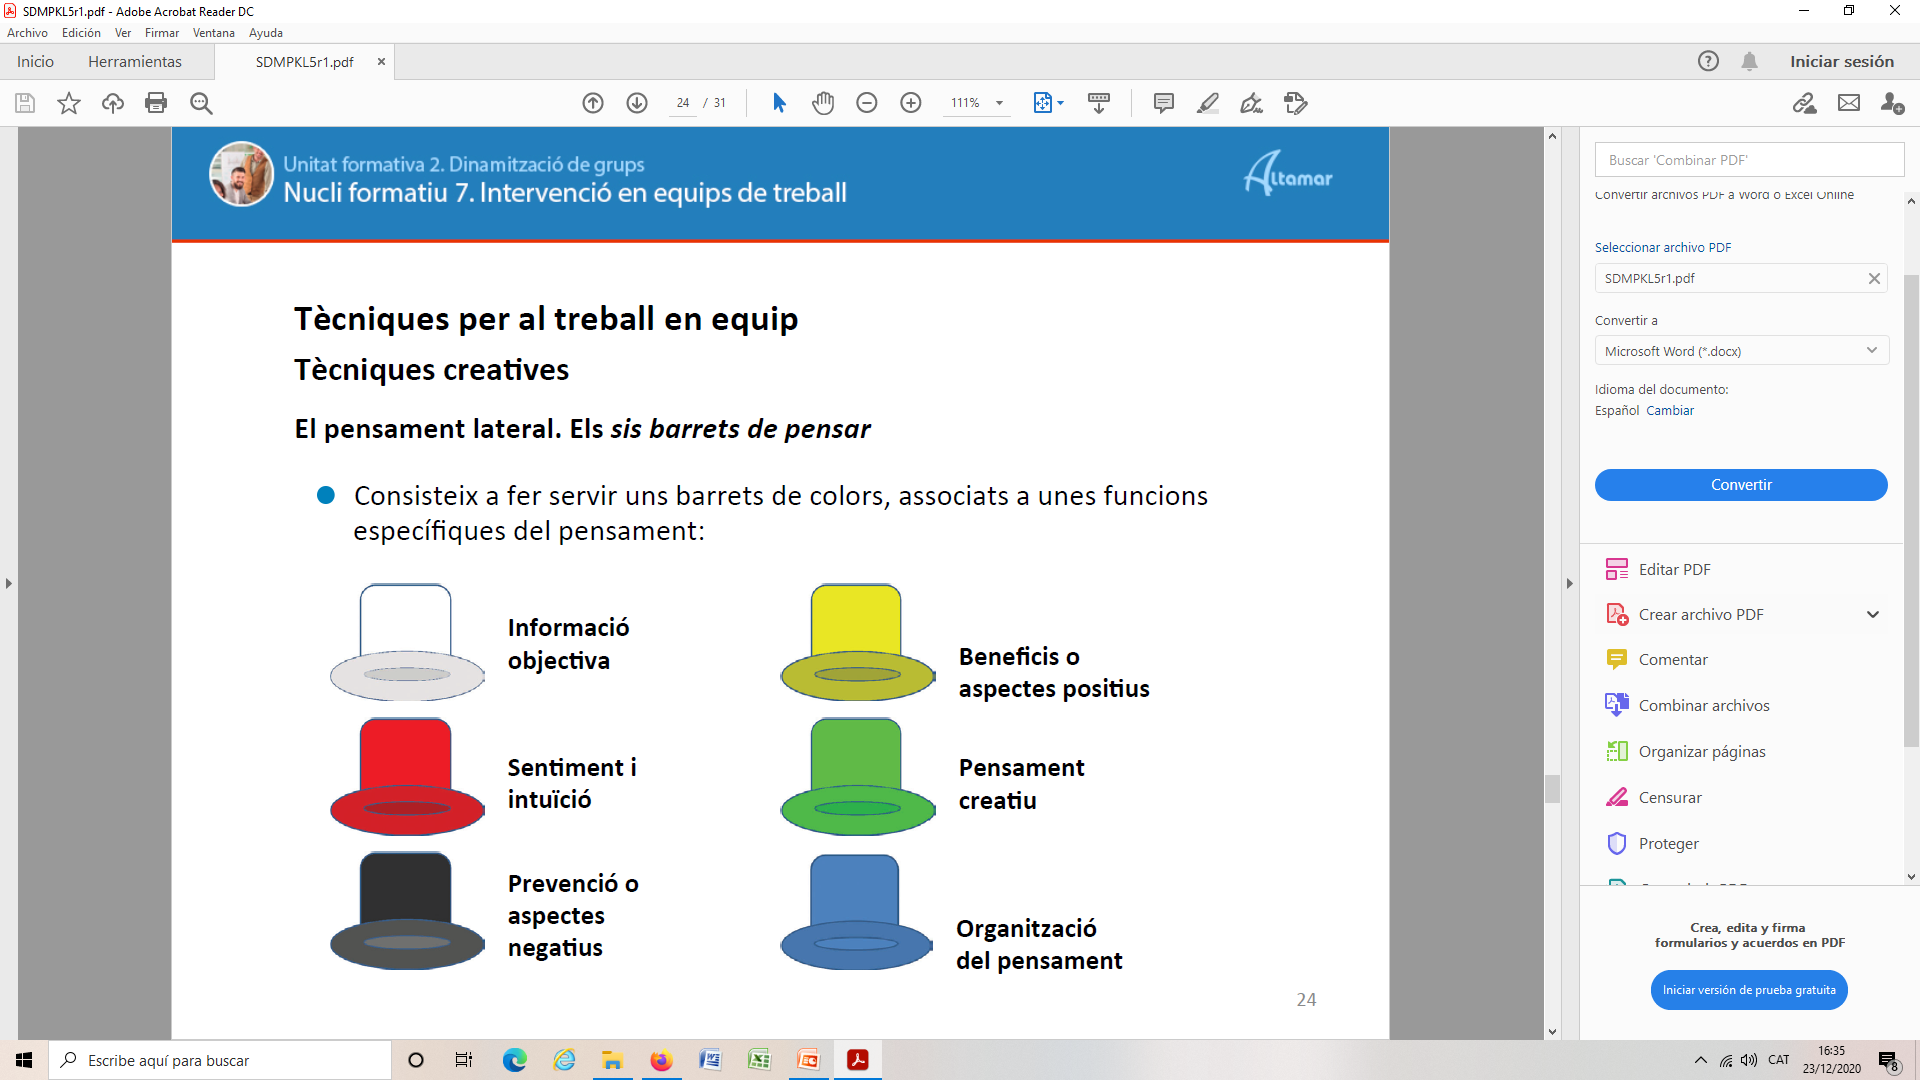 SDMPKL5r1.pdf - Adobe Acrobat Reader DC
Archivo Edición Ver Firmar Ventana Ayuda
Inicio Herramientas SDMPKL5r1.pdf
Iniciar sesión
24 / 31 111%
Unitat formativa 2. Dinamització de grups
Nucli formatiu 7. Intervenció en equips de treball
Altamar
Tècniques per al treball en equip
Tècniques creatives
El pensament lateral. Els sis barrets de pensar
Consisteix a fer servir uns barrets de colors, associats a unes funcions
específiques del pensament:
Informació
objectiva
Beneficis o
aspectes positius
Sentiment i
intuïció
Pensament
creatiu
Prevenció o
aspectes
negatius
Organització
del pensament
24
Buscar 'Combinar PDF'
Convertir archivos PDF a Word o Excel Online
Seleccionar archivo PDF
SDMPKL5r1.pdf
Convertir a
Microsoft Word (*.docx)
Idioma del documento:
Español Cambiar
Convertir
Editar PDF
Crear archivo PDF
Comentar
Combinar archivos
Organizar páginas
Censurar
Proteger
Crea, edita y firma
formularios y acuerdos en PDF
Iniciar versión de prueba gratuita
Escribe aquí para buscar
CAT
16:35
23/12/2020
8